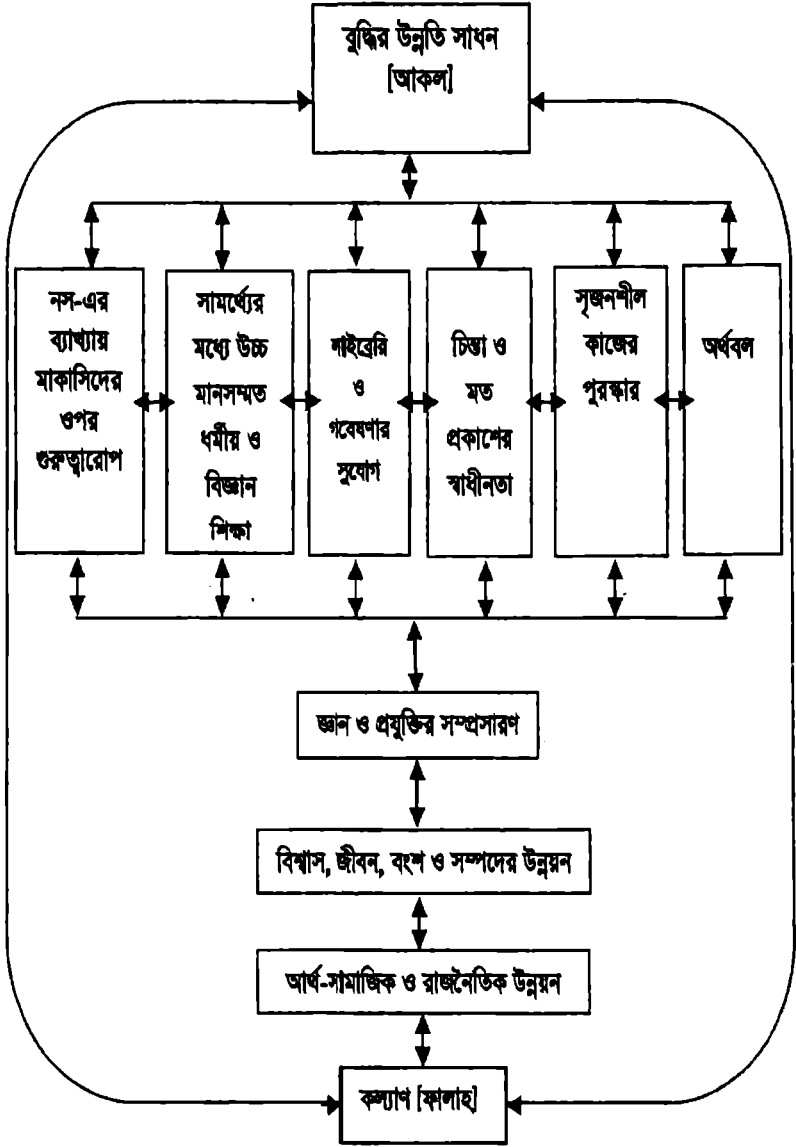 বুদ্ধির উন্নতি সাধন
[আকল]
নস-এর
ব্যাখ্যায়
মাকাসিদের
ওপর
গুরুত্বারোপ
সামর্থ্যের
মধ্যে উচ্চ
মানসম্মত
ধর্মীয় ও
বিজ্ঞান
শিক্ষা
লাইব্রেরি
ও
গবেষণার
সুযোগ
চিন্তা ও
মত
প্রকাশের
স্বাধীনতা
সৃজনশীল
কাজের
পুরস্কার
অর্থবল
জ্ঞান ও প্রযুক্তির সম্প্রসারণ
বিশ্বাস, জীবন, বংশ ও সম্পদের উন্নয়ন
আর্থ-সামাজিক ও রাজনৈতিক উন্নয়ন
কল্যাণ [ফালাহ]